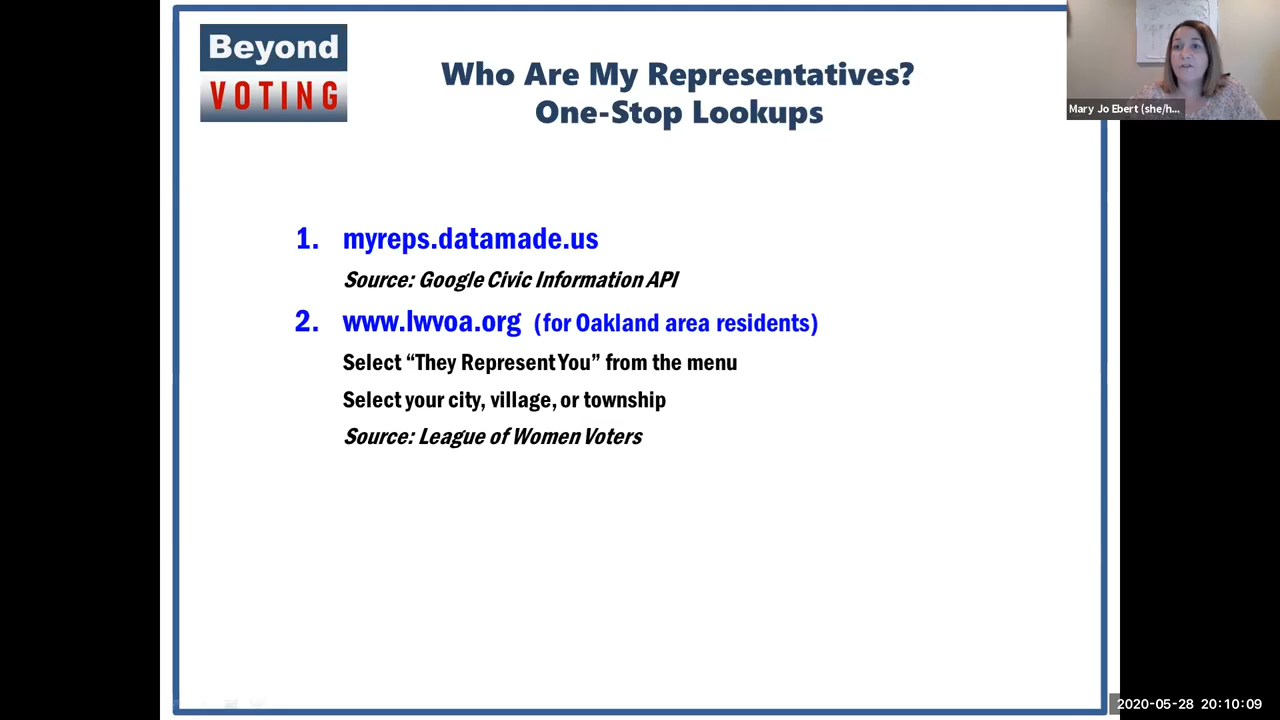 Beyond
VOTING
Who Are My Representatives?
One-Stop Lookups
Mary Jo Ebert (she/h...
1. myreps.datamade.us
Source: Google Civic Information API
2. www.lwvoa.org (for Oakland area residents)
Select “They Represent You” from the menu
Select your city, village, or township
Source: League of Women Voters
2020-05-28 20:10:09